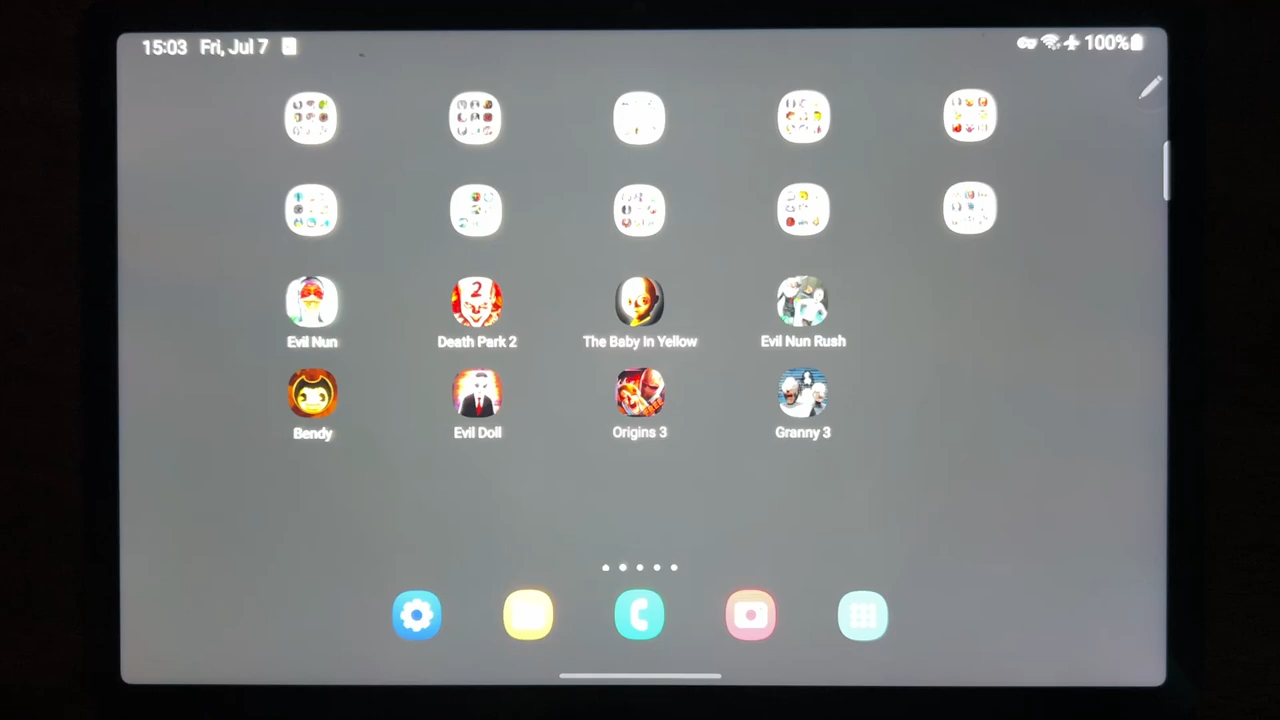 15:03 Fri, Jul 7 100%
Evil Nun Death Park 2 The Baby In Yellow Evil Nun Rush
2
Bendy Evil Doll Origins 3 Granny 3